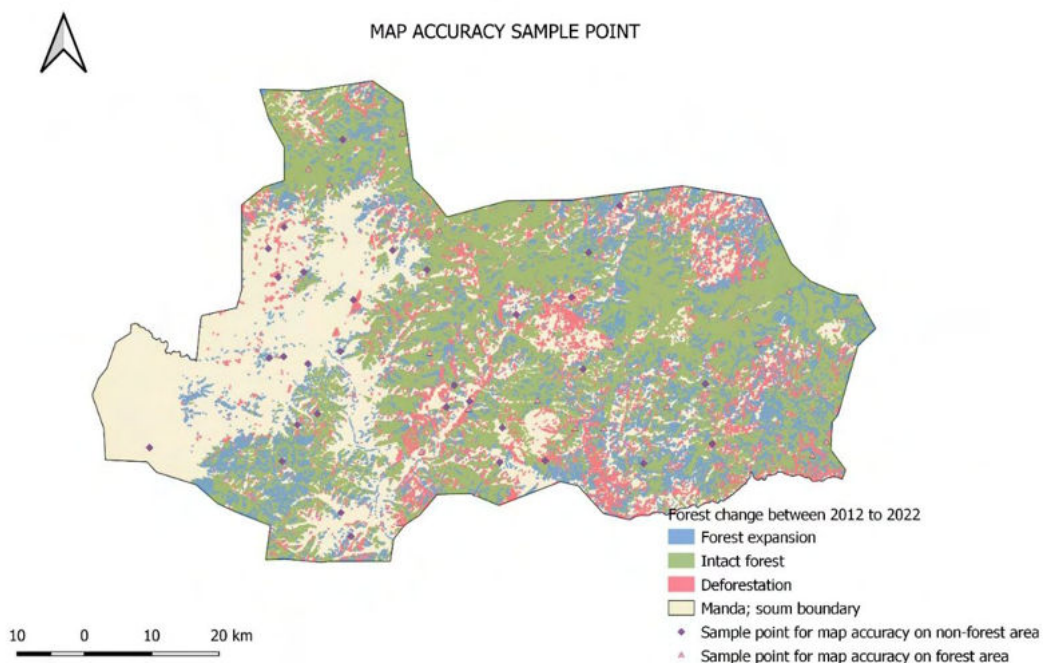 MAP ACCURACY SAMPLE POINT
Forest change between 2012 to 2022
Forest expansion
Intact forest
Deforestation
Manda; soum boundary
Sample point for map accuracy on non-forest area
Sample point for map accuracy on forest area
10 0 10 20 km